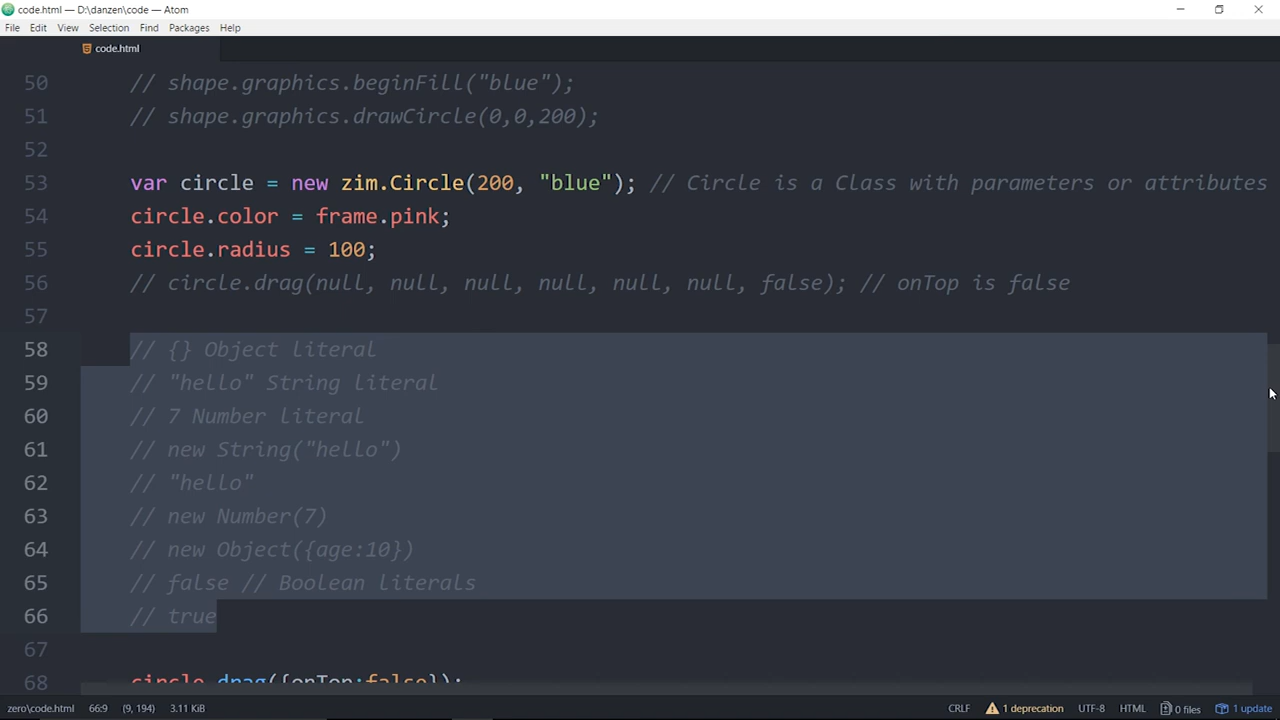 code.html — D:\danzen\code — Atom
File Edit View Selection Find Packages Help
code.html
50 // shape.graphics.beginFill("blue");
51 // shape.graphics.drawCircle(0,0,200);
52
53 var circle = new zim.Circle(200, "blue"); // Circle is a Class with parameters or attributes
54 circle.color = frame.pink;
55 circle.radius = 100;
56 // circle.drag(null, null, null, null, null, null, false); // onTop is false
57
58 // {} Object literal
59 // "hello" String literal
60 // 7 Number literal
61 // new String("hello")
62 // "hello"
63 // new Number(7)
64 // new Object({age:10})
65 // false // Boolean literals
66 // true
67
68 circle.drag({onTop:false});
zero\code.html 66:9 (9, 194) 3.11 KiB CRLF 1 deprecation UTF-8 HTML 0 files 1 update